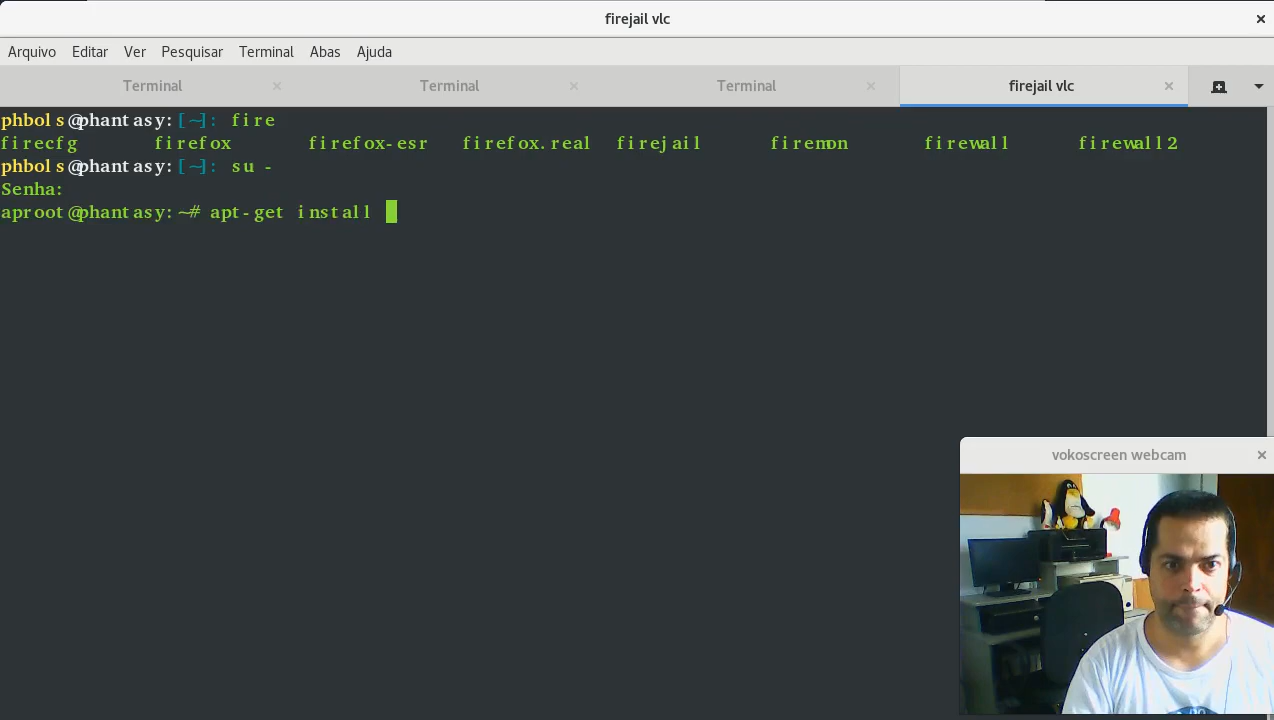 firejail vlc
Arquivo Editar Ver Pesquisar Terminal Abas Ajuda
Terminal Terminal Terminal firejail vlc
phbols@phantasy:[~]: fire
firecfg firefox firefox-esr firefox.real firejail firemon firewall firewall2
phbols@phantasy:[~]: su -
Senha:
aproot@phantasy:~# apt-get install
vokoscreen webcam